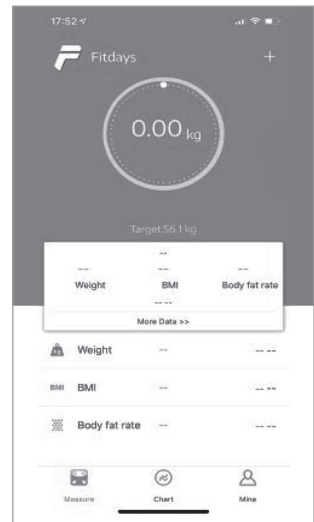 17:52
Fitdays
+
0.00 kg
Target:56.1 kg
--
-- -- --
Weight BMI Body fat rate
-- --
More Data >>
KG Weight -- -- --
BMI BMI -- -- --
Body fat rate -- -- --
Measure Chart Mine